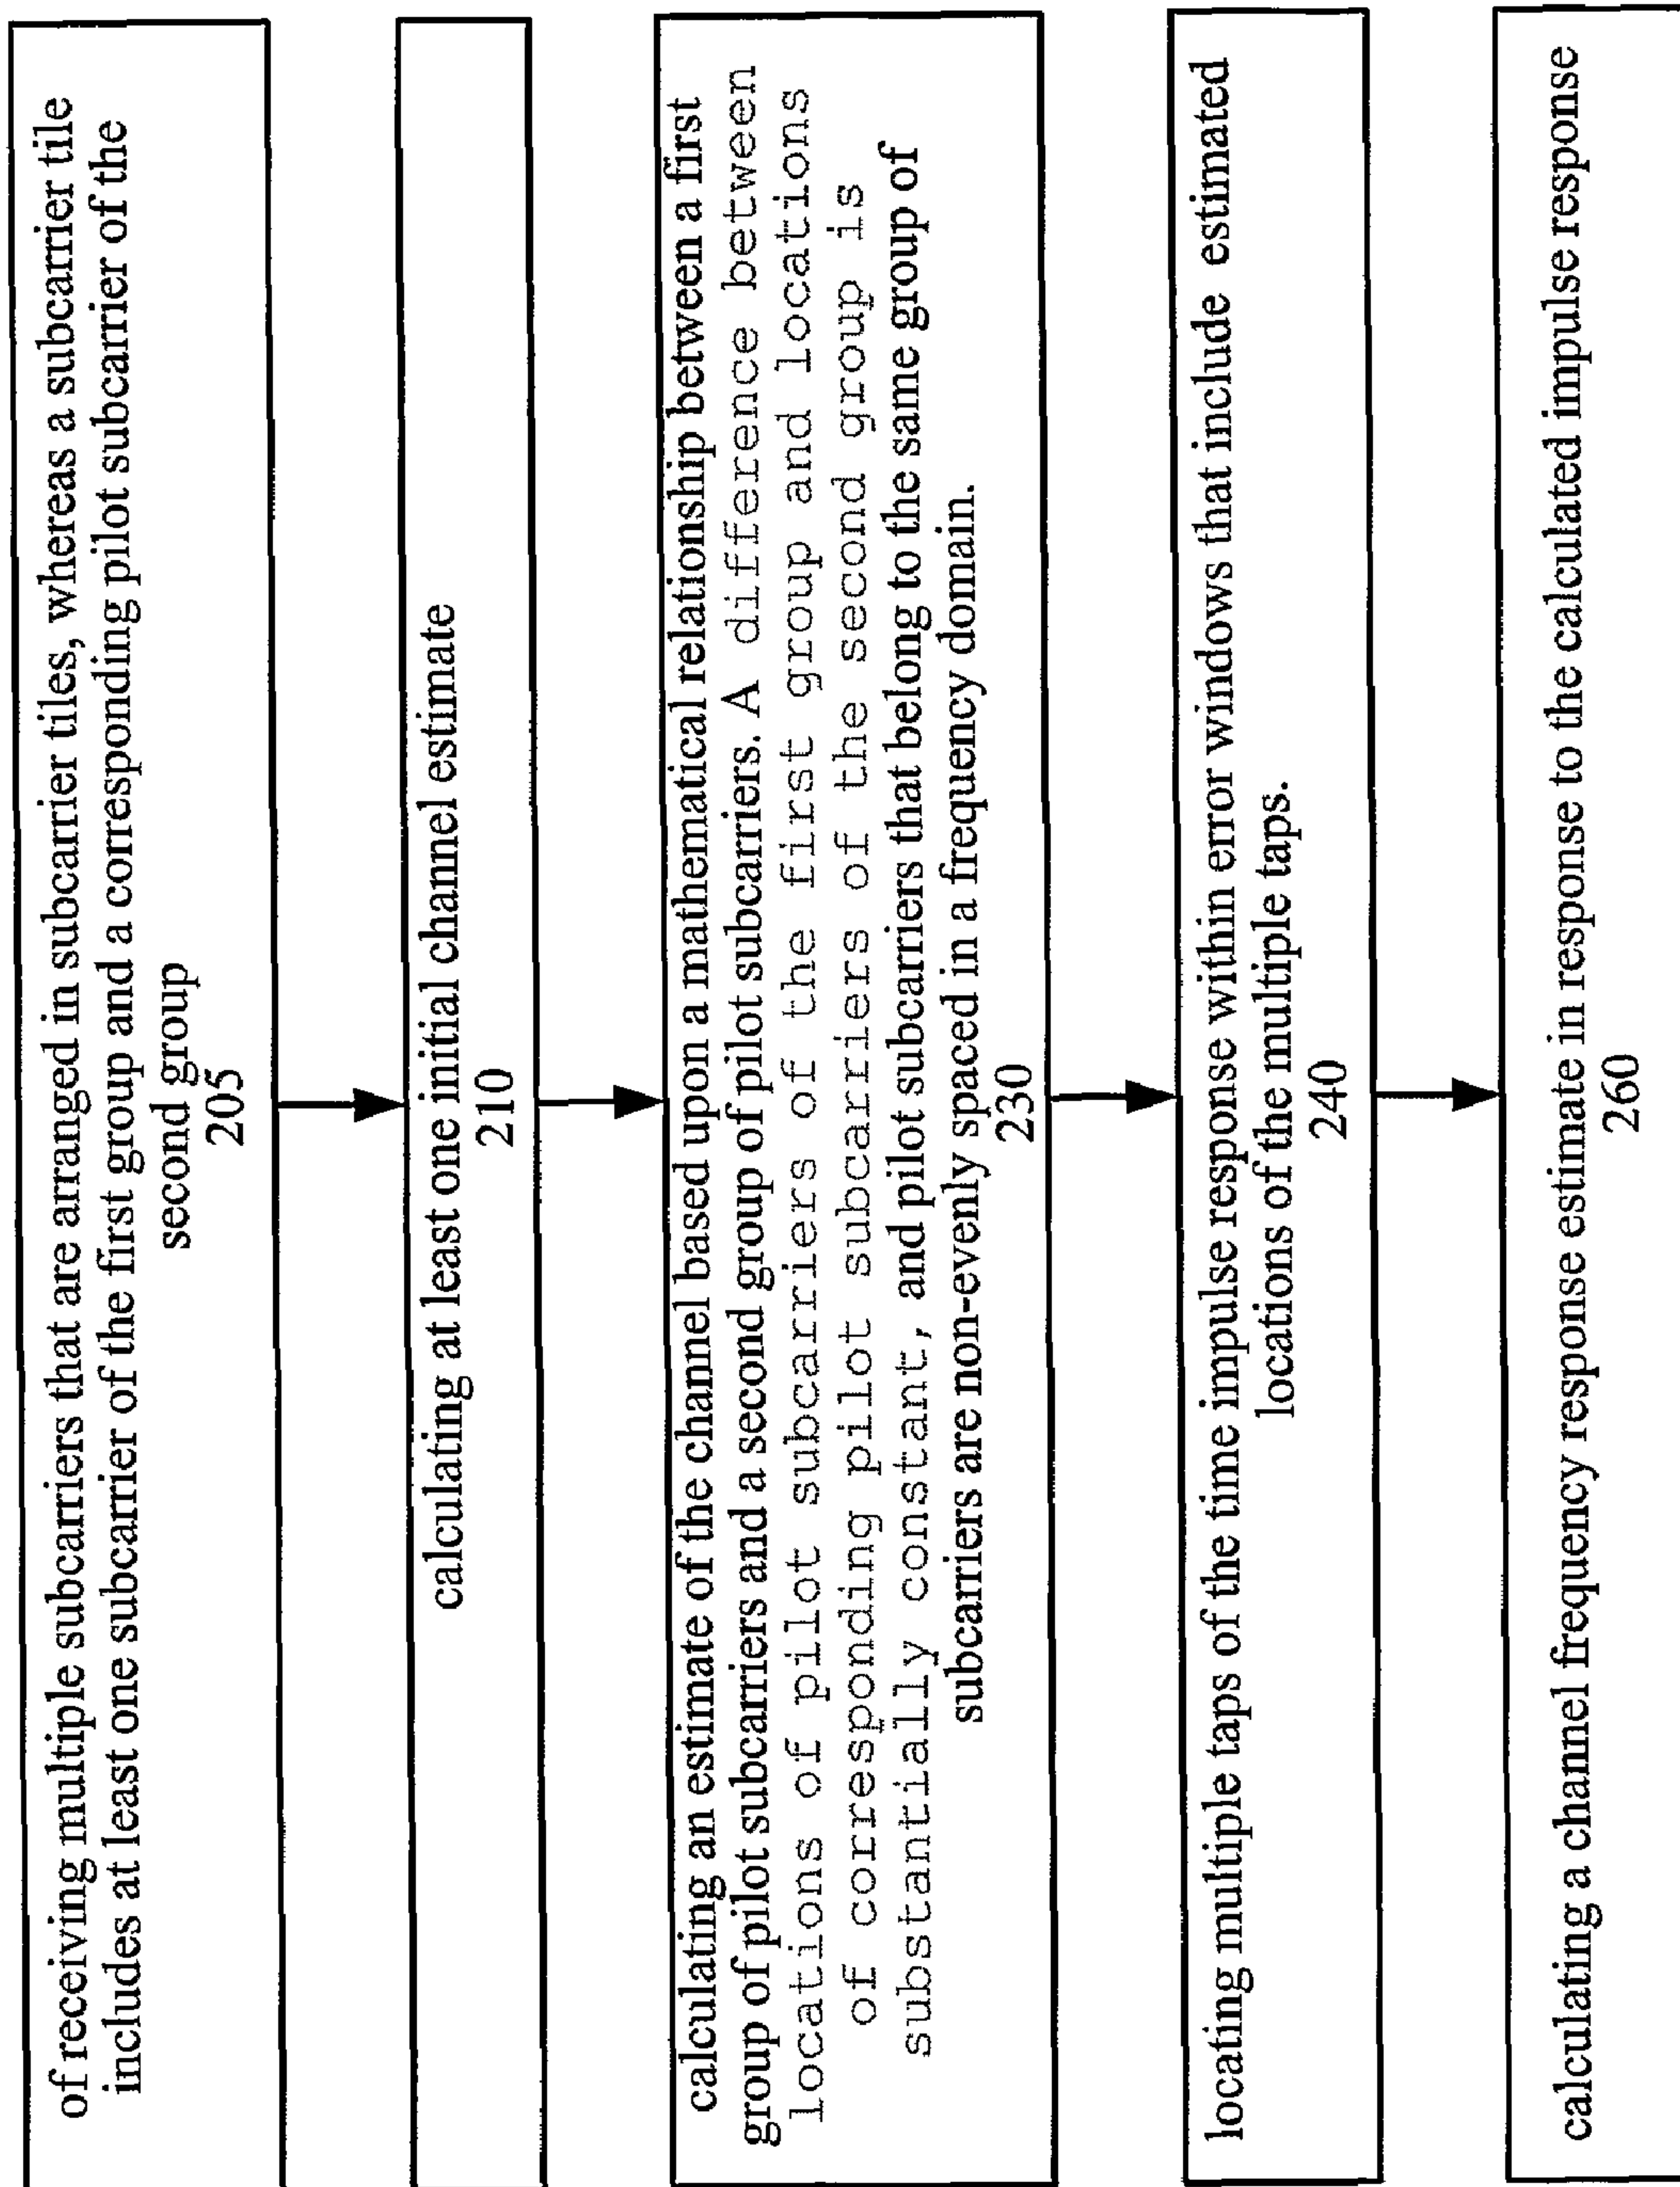 of receiving multiple subcarriers that are arranged in subcarrier tiles, whereas a subcarrier tile
includes at least one subcarrier of the first group and a corresponding pilot subcarrier of the
second group
205
calculating at least one initial channel estimate
210
calculating an estimate of the channel based upon a mathematical relationship between a first
group of pilot subcarriers and a second group of pilot subcarriers. A difference between
locations of pilot subcarriers of the first group and locations
of corresponding pilot subcarriers of the second group is
substantially constant, and pilot subcarriers that belong to the same group of
subcarriers are non-evenly spaced in a frequency domain.
230
locating multiple taps of the time impulse response within error windows that include estimated
locations of the multiple taps.
240
calculating a channel frequency response estimate in response to the calculated impulse response
260